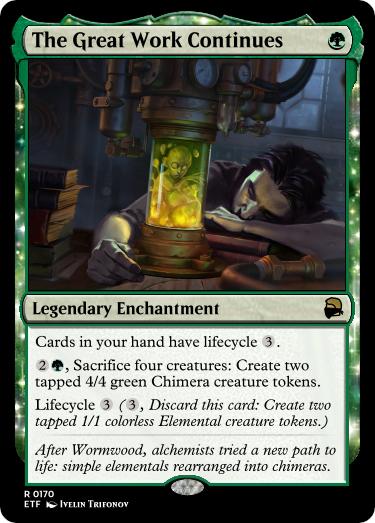 The Great Work Continues
Legendary Enchantment
Cards in your hand have lifecycle 3.
2, Sacrifice four creatures: Create two
tapped 4/4 green Chimera creature tokens.
Lifecycle 3 (3, Discard this card: Create two
tapped 1/1 colorless Elemental creature tokens.)
After Wormwood, alchemists tried a new path to
life: simple elementals rearranged into chimeras.
R 0170
ETF Ivelin Trifonov